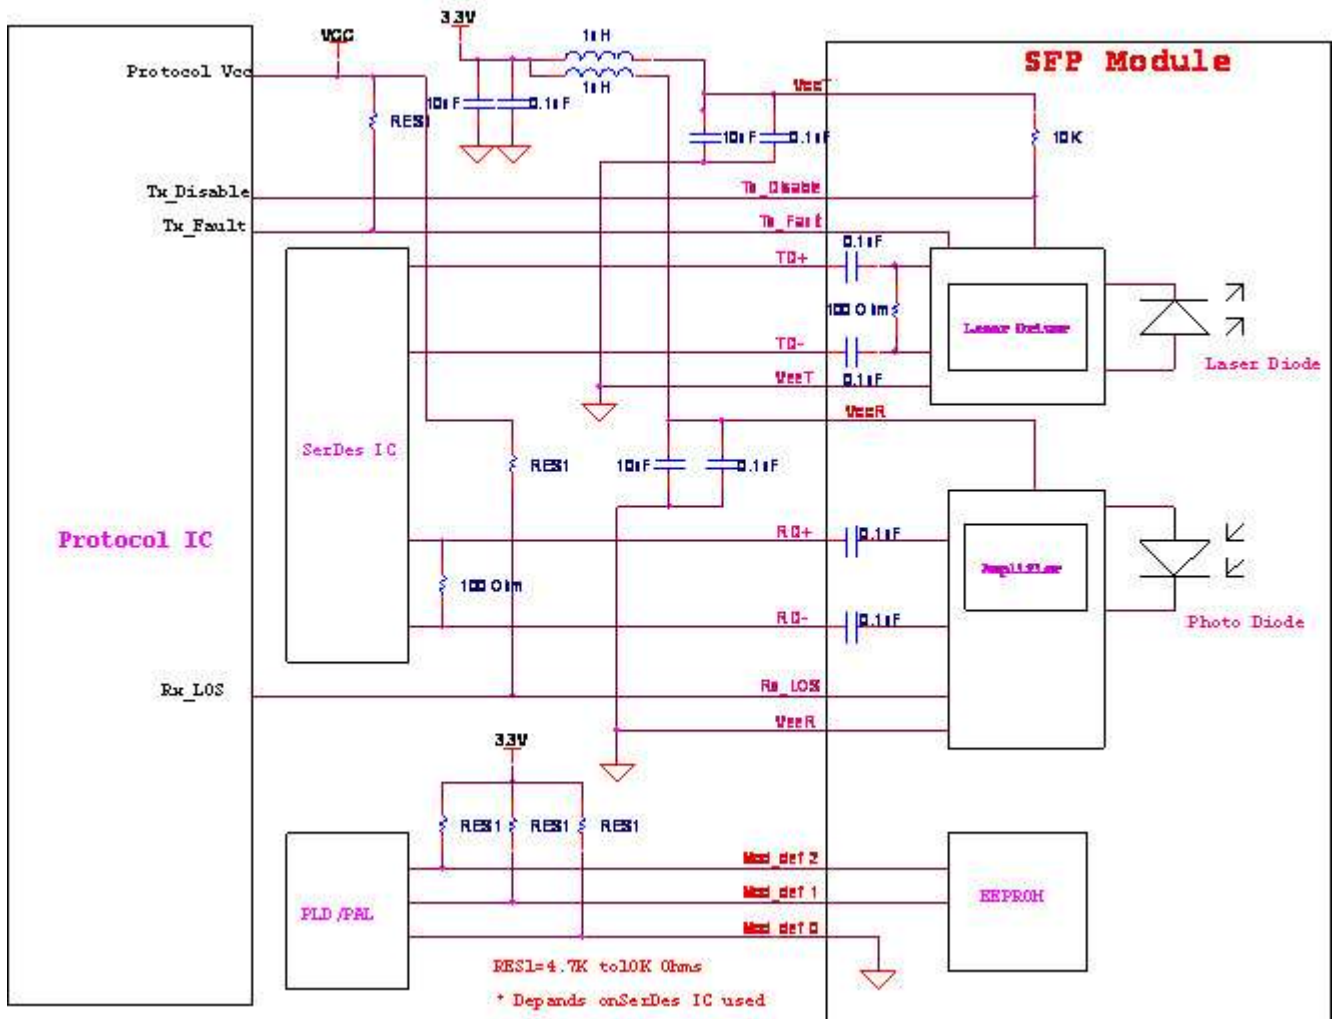 3.3V
VCC
1uH
SFP Module
Protocol Vcc
1uH
VccT
10uF
0.1uF
RES1
10uF
0.1uF
10K
Tx_Disable
Tx_Disable
Tx_Fault
Tx_Fault
0.1uF
TD+
100 Ohm
Laser Driver
TD-
VeeT
0.1uF
Laser Diode
VccR
SerDes IC
RES1
10uF
0.1uF
Protocol IC
RD+
0.1uF
Amplifier
100 Ohm
RD-
0.1uF
Photo Diode
Rx_LOS
Rx_LOS
VeeR
3.3V
RES1
RES1
RES1
Mod_def 2
Mod_def 1
EEPROM
PLD/PAL
Mod_def 0
RES1=4.7K to10K Ohms
* Depands onSerDes IC used